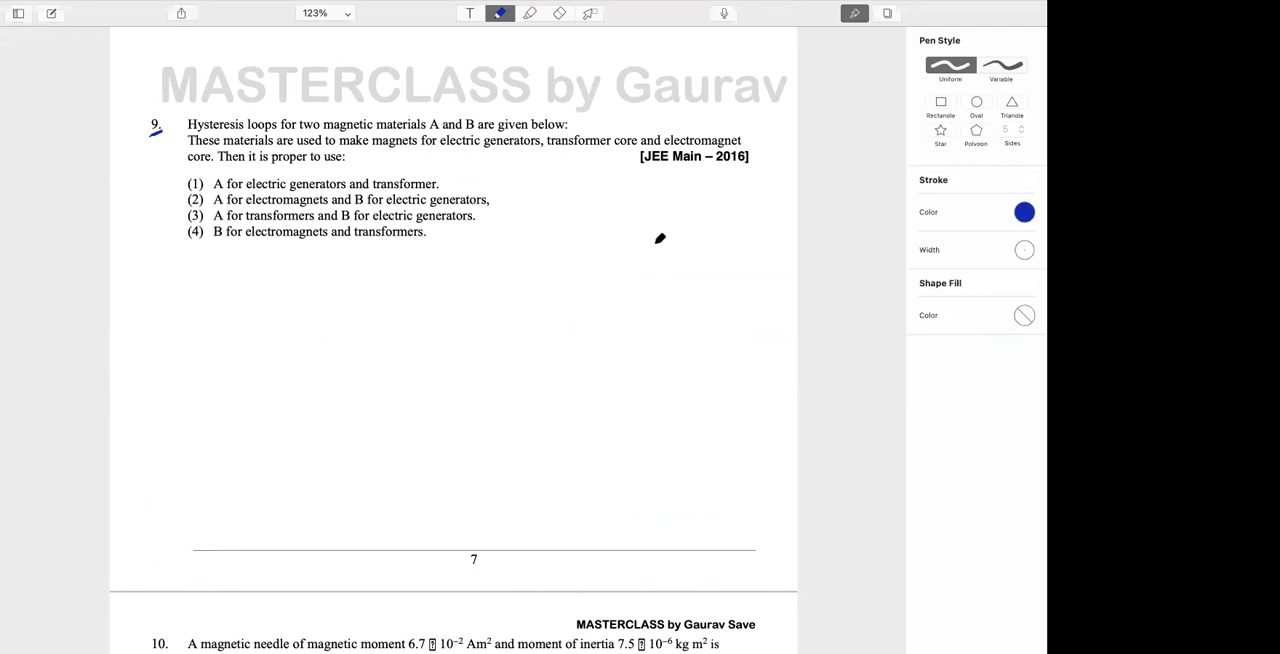 123%
T
MASTERCLASS by Gaurav
9. Hysteresis loops for two magnetic materials A and B are given below:
These materials are used to make magnets for electric generators, transformer core and electromagnet
core. Then it is proper to use: [JEE Main – 2016]
(1) A for electric generators and transformer.
(2) A for electromagnets and B for electric generators,
(3) A for transformers and B for electric generators.
(4) B for electromagnets and transformers.
7
MASTERCLASS by Gaurav Save
10. A magnetic needle of magnetic moment 6.7 ⍰ 10⁻² Am² and moment of inertia 7.5 ⍰ 10⁻⁶ kg m² is
Pen Style
Uniform Variable
Rectangle Oval Triangle
5
Star Polygon Sides
Stroke
Color
Width
Shape Fill
Color